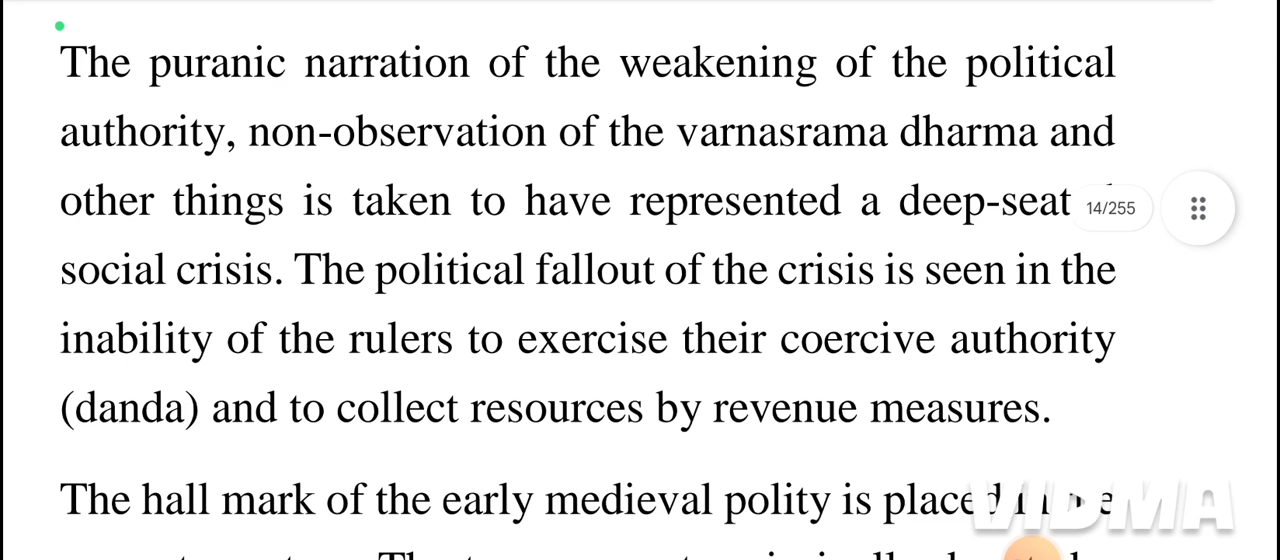 The puranic narration of the weakening of the political
authority, non-observation of the varnasrama dharma and
other things is taken to have represented a deep-seat
14/255
social crisis. The political fallout of the crisis is seen in the
inability of the rulers to exercise their coercive authority
(danda) and to collect resources by revenue measures.
The hall mark of the early medieval polity is placed
VIDMA